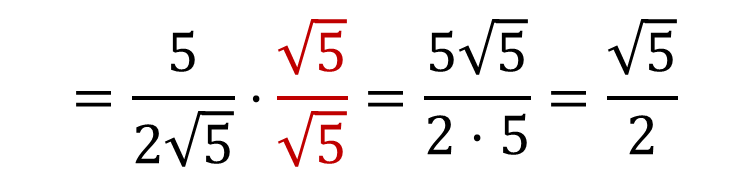 = 5/(2√5) · √5/√5 = 5√5/(2 · 5) = √5/2